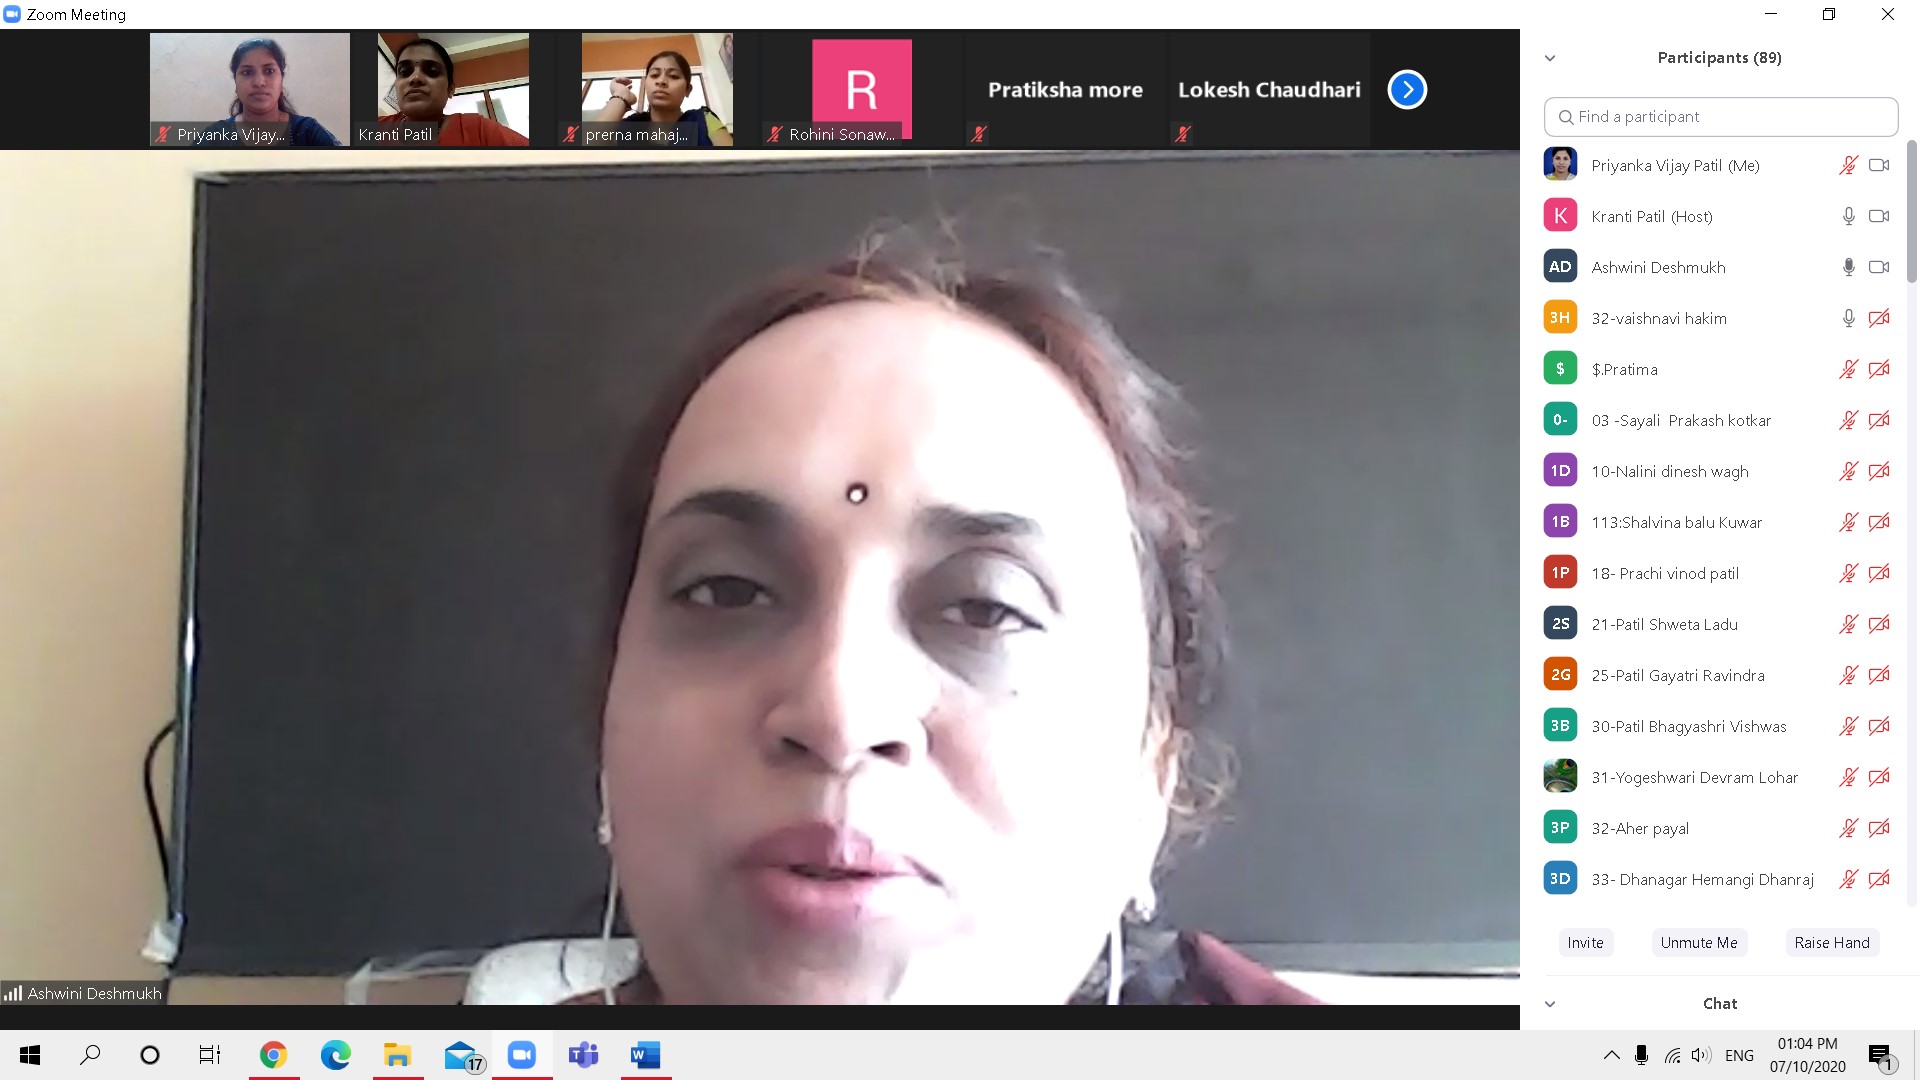 Zoom Meeting
Priyanka Vijay...
Kranti Patil
prerna mahaj...
R
Rohini Sonaw...
Pratiksha more
Lokesh Chaudhari
Ashwini Deshmukh
Participants (89)
Find a participant
Priyanka Vijay Patil (Me)
K Kranti Patil (Host)
AD Ashwini Deshmukh
3H 32-vaishnavi hakim
$ $.Pratima
0- 03 -Sayali Prakash kotkar
1D 10-Nalini dinesh wagh
1B 113:Shalvina balu Kuwar
1P 18- Prachi vinod patil
2S 21-Patil Shweta Ladu
2G 25-Patil Gayatri Ravindra
3B 30-Patil Bhagyashri Vishwas
31-Yogeshwari Devram Lohar
3P 32-Aher payal
3D 33- Dhanagar Hemangi Dhanraj
Invite Unmute Me Raise Hand
Chat
17
W
ENG
01:04 PM
07/10/2020
1